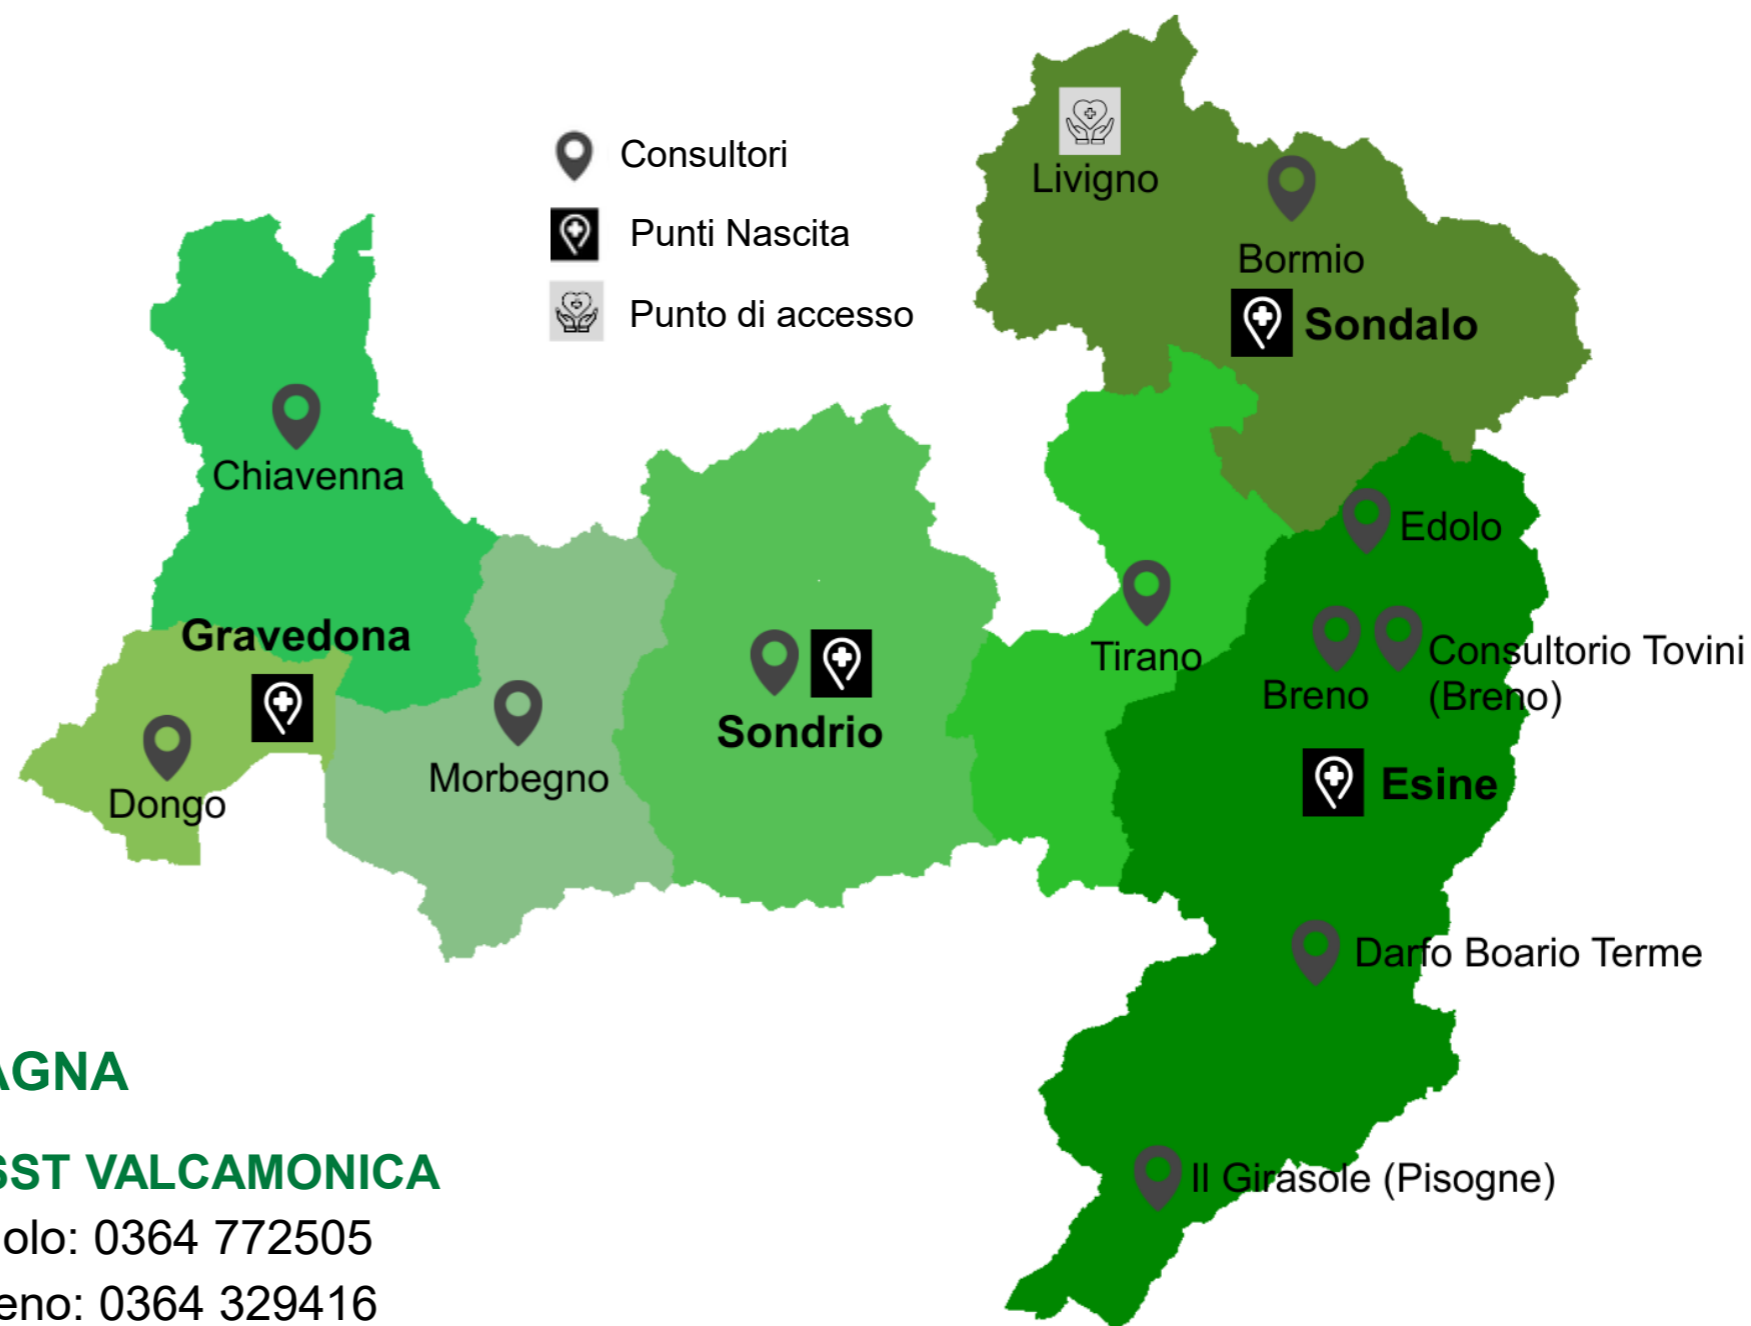 Consultori
Punti Nascita
Punto di accesso
Livigno
Bormio
Sondalo
Chiavenna
Edolo
Gravedona
Tirano
Consultorio Tovini
(Breno)
Breno
Sondrio
Morbegno
Esine
Dongo
Darfo Boario Terme
AGNA
SST VALCAMONICA
Il Girasole (Pisogne)
olo: 0364 772505
eno: 0364 329416